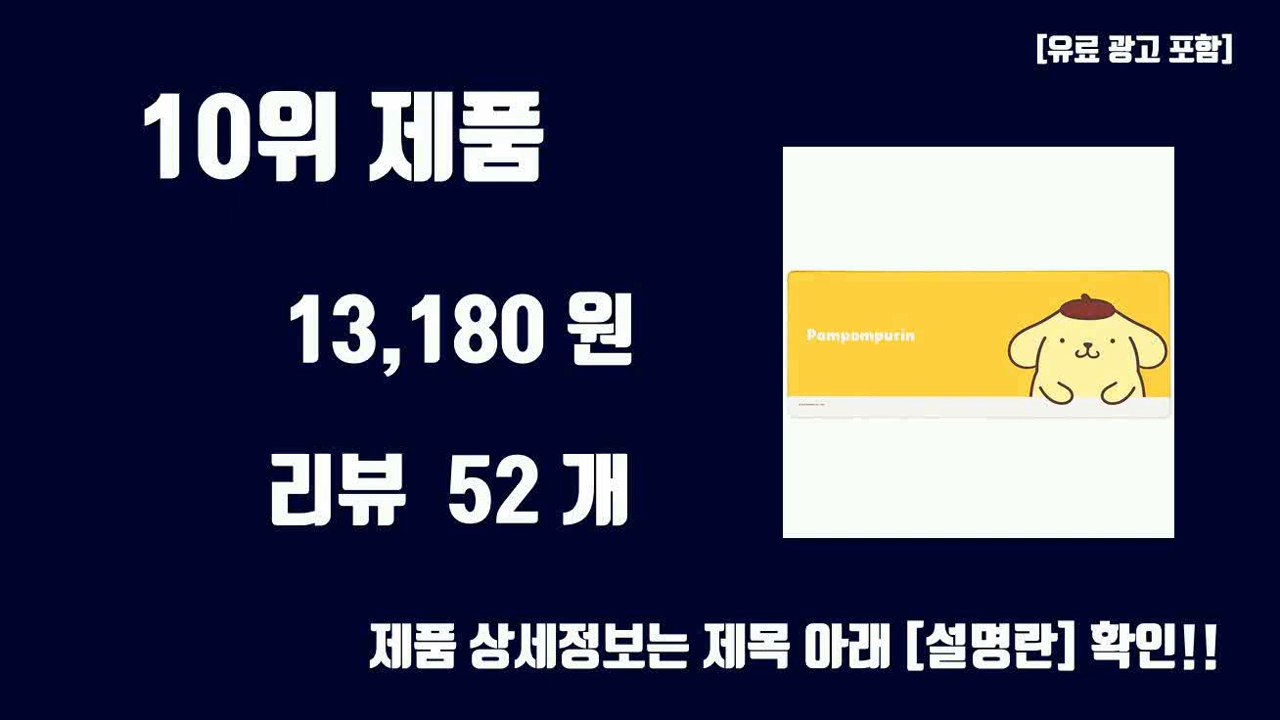 [유료 광고 포함]
10위 제품
13,180 원
Pompompurin
리뷰 52 개
제품 상세정보는 제목 아래 [설명란] 확인!!